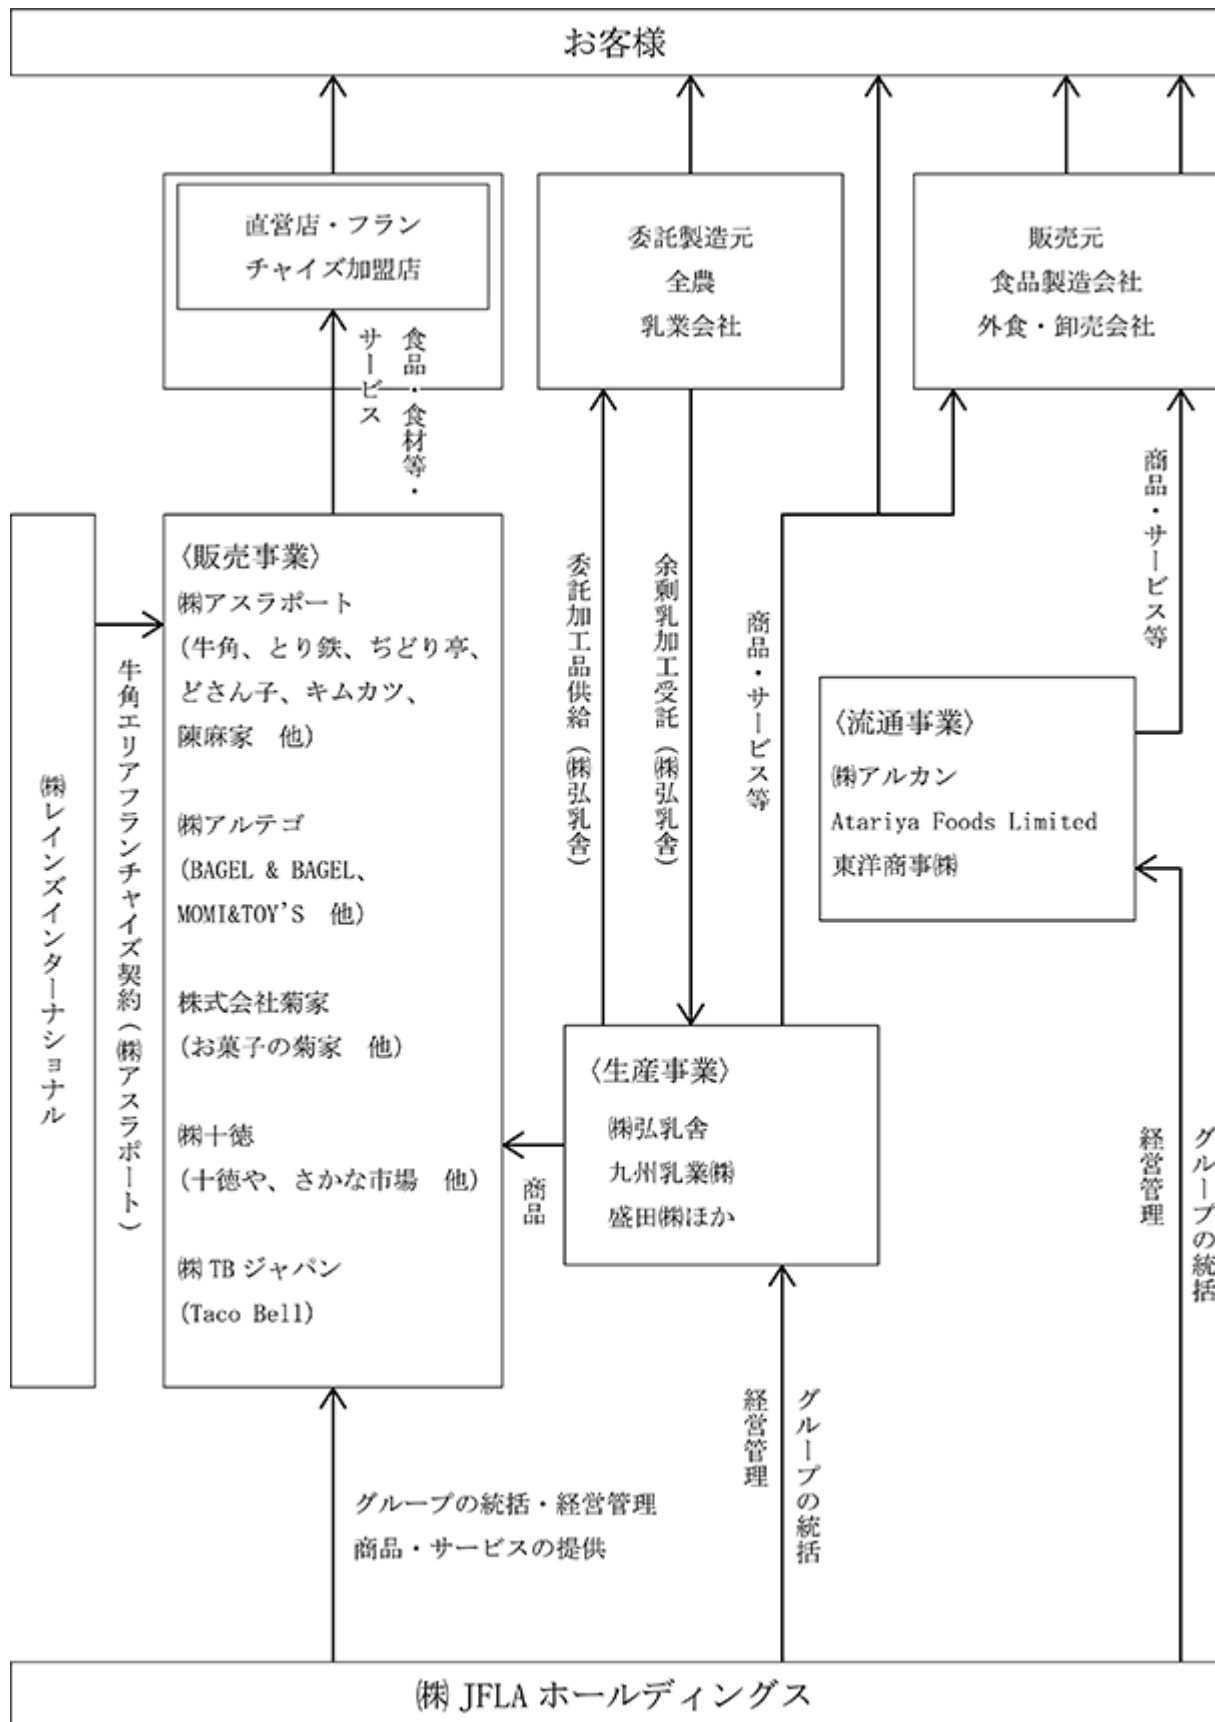 お客様
直営店・フラン
チャイズ加盟店
委託製造元
全農
乳業会社
販売元
食品製造会社
外食・卸売会社
食品・食材等・
サービス
商品・サービス等
〈販売事業〉
㈱アスラポート
(牛角、とり鉄、ぢどり亭、
どさん子、キムカツ、
陳麻家　他)
㈱アルテゴ
(BAGEL & BAGEL、
MOMI&TOY'S　他)
株式会社菊家
(お菓子の菊家　他)
㈱十徳
(十徳や、さかな市場　他)
㈱TBジャパン
(Taco Bell)
㈱レインズインターナショナル
牛角エリアフランチャイズ契約(㈱アスラポート)
委託加工品供給(㈱弘乳舎)
余剰乳加工受託(㈱弘乳舎)
商品・サービス等
〈流通事業〉
㈱アルカン
Atariya Foods Limited
東洋商事㈱
〈生産事業〉
㈱弘乳舎
九州乳業㈱
盛田㈱ほか
商品
グループの統括
経営管理
グループの統括
経営管理
グループの統括・経営管理
商品・サービスの提供
㈱JFLAホールディングス